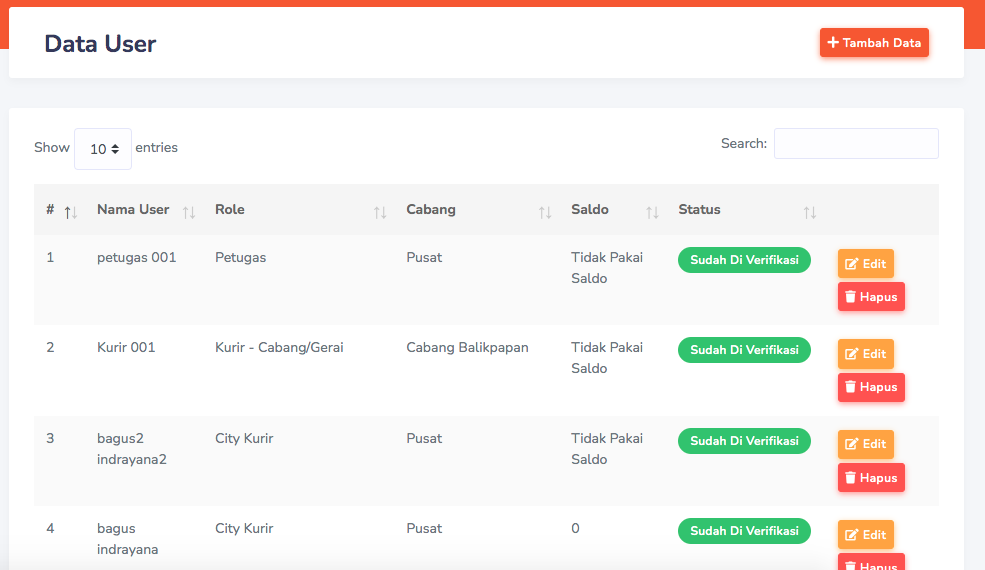 Data User
Tambah Data
Show 10 entries
Search:
# Nama User Role Cabang Saldo Status
1 petugas 001 Petugas Pusat Tidak Pakai Saldo Sudah Di Verifikasi Edit
Hapus
2 Kurir 001 Kurir - Cabang/Gerai Cabang Balikpapan Tidak Pakai Saldo Sudah Di Verifikasi Edit
Hapus
3 bagus2 indrayana2 City Kurir Pusat Tidak Pakai Saldo Sudah Di Verifikasi Edit
Hapus
4 bagus indrayana City Kurir Pusat 0 Sudah Di Verifikasi Edit
Hapus